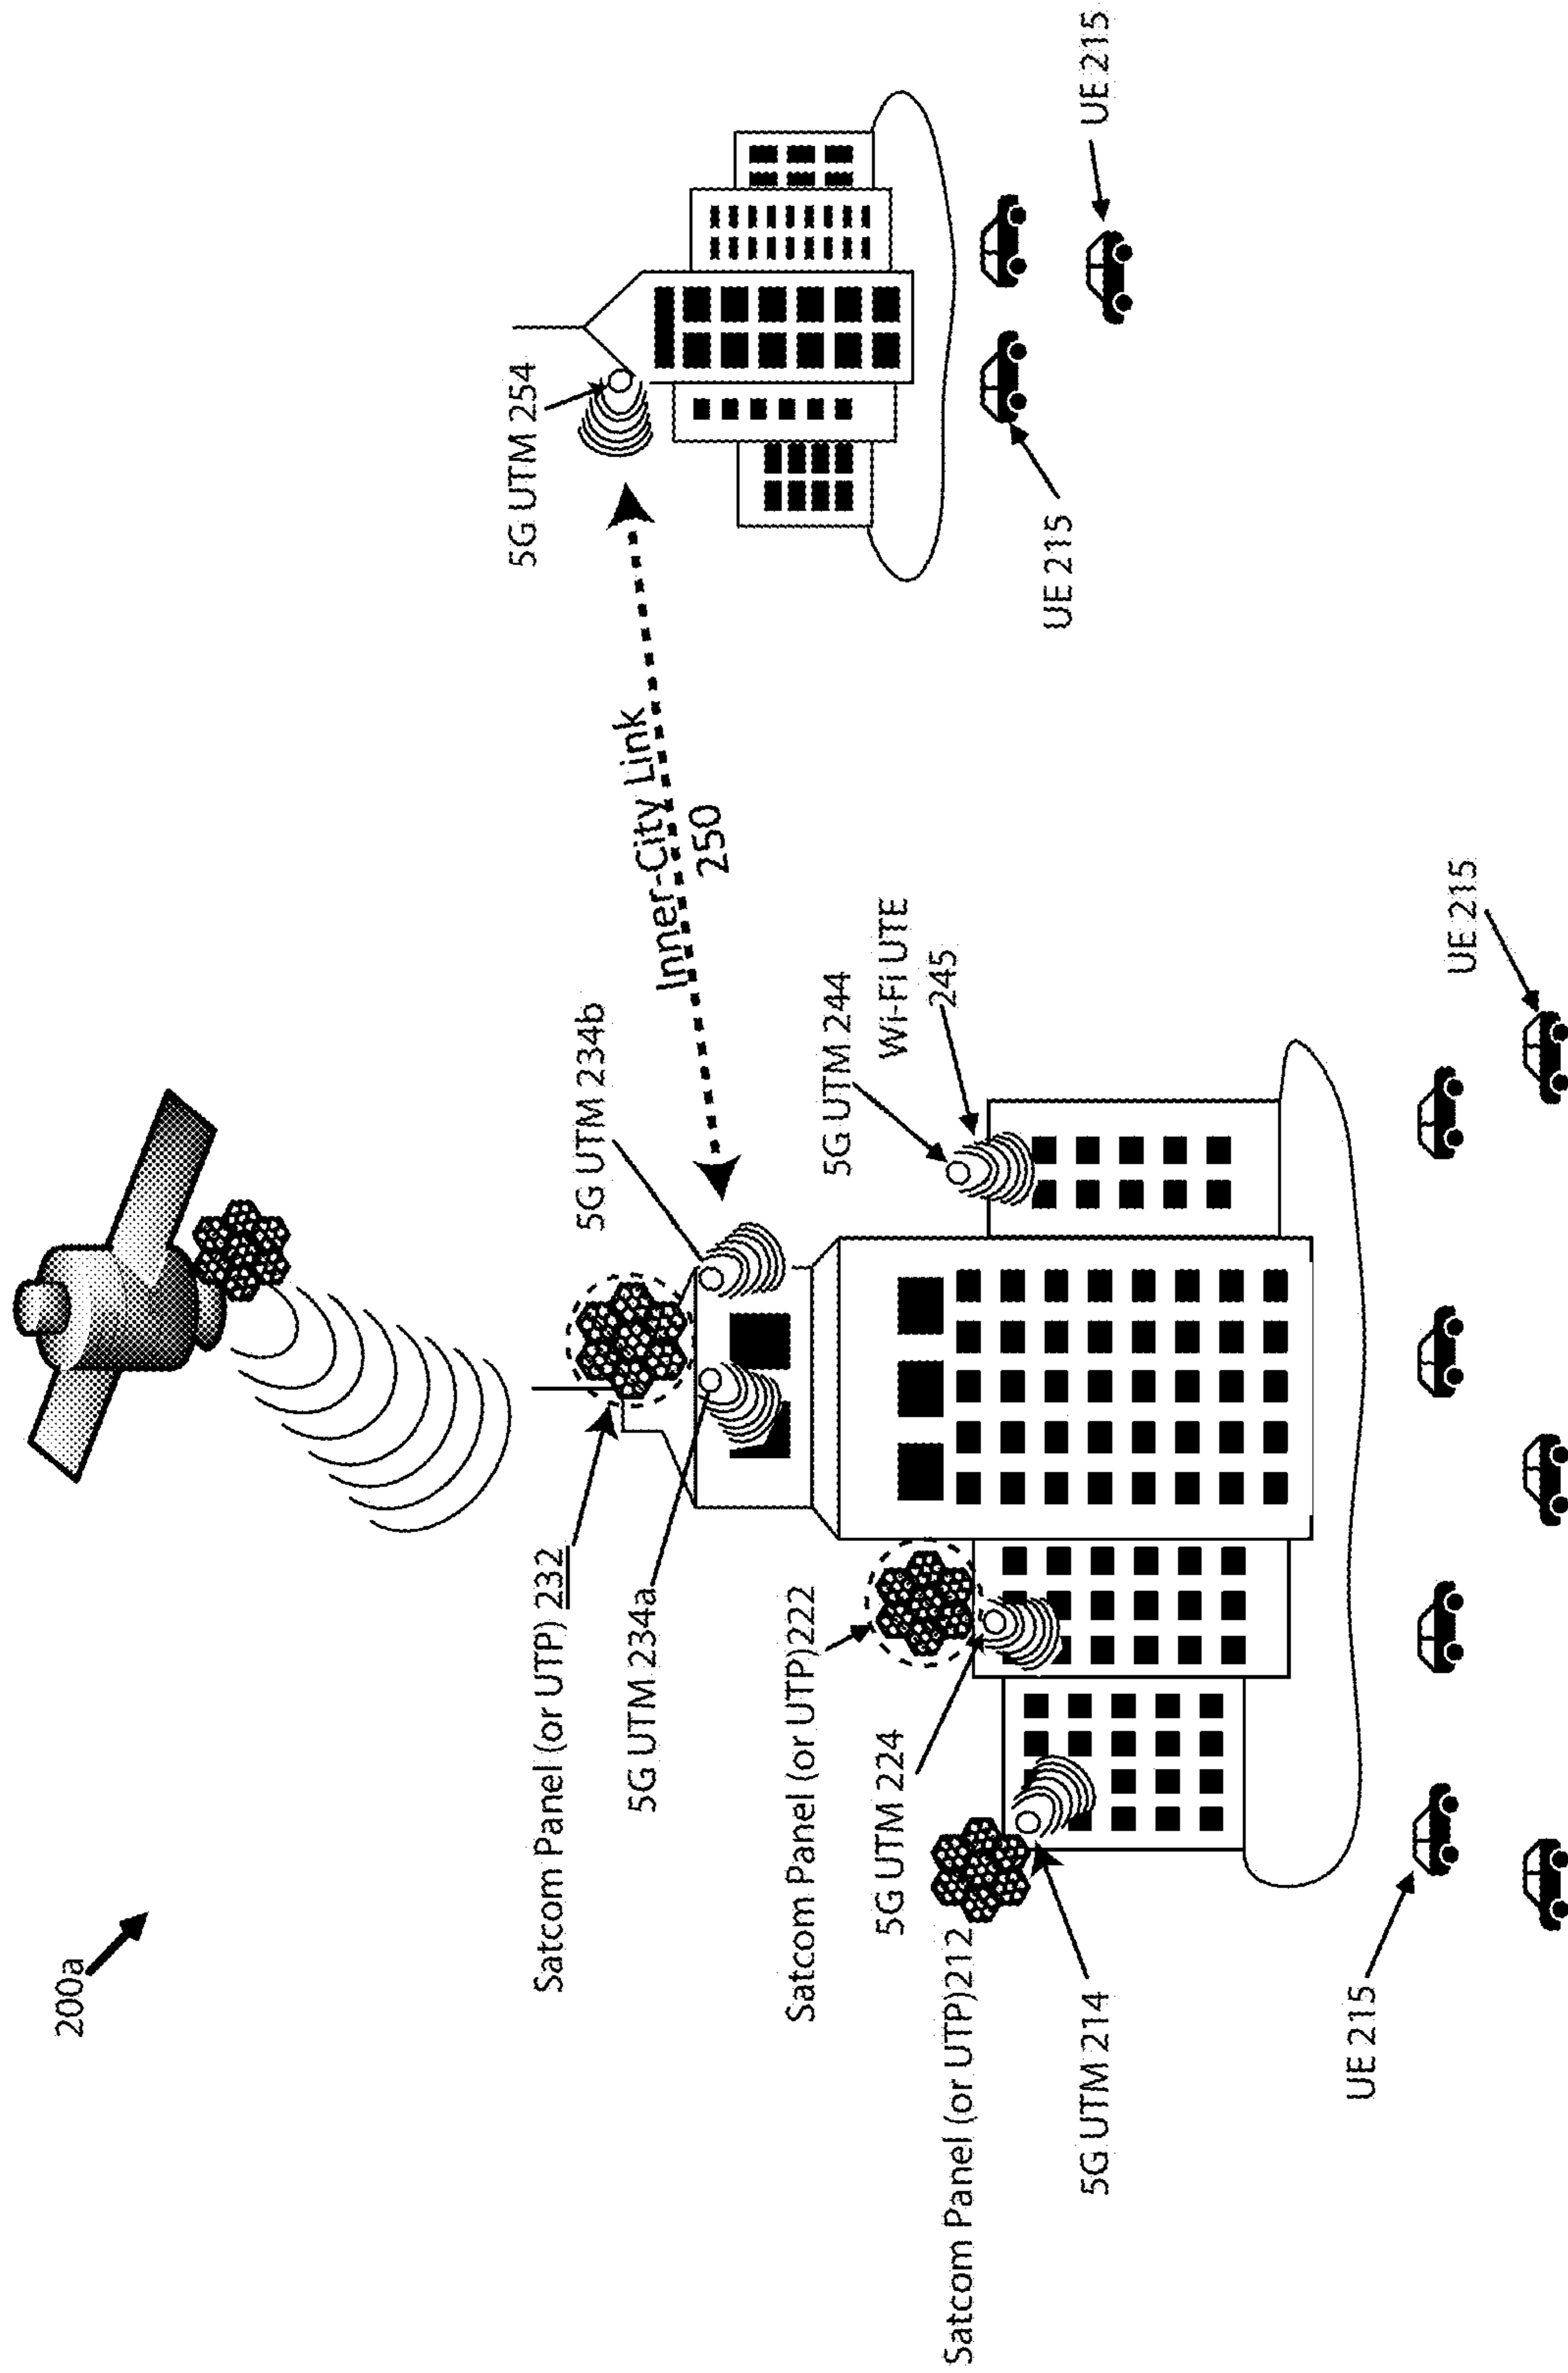 200a
Satcom Panel (or UTP) 232
5G UTM 234a
5G UTM 234b
Inner-City Link
250
5G UTM 254
Satcom Panel (or UTP)222
5G UTM 224
5G UTM 244
Wi-Fi UTE
245
Satcom Panel (or UTP)212
5G UTM 214
UE 215
UE 215
UE 215
UE 215